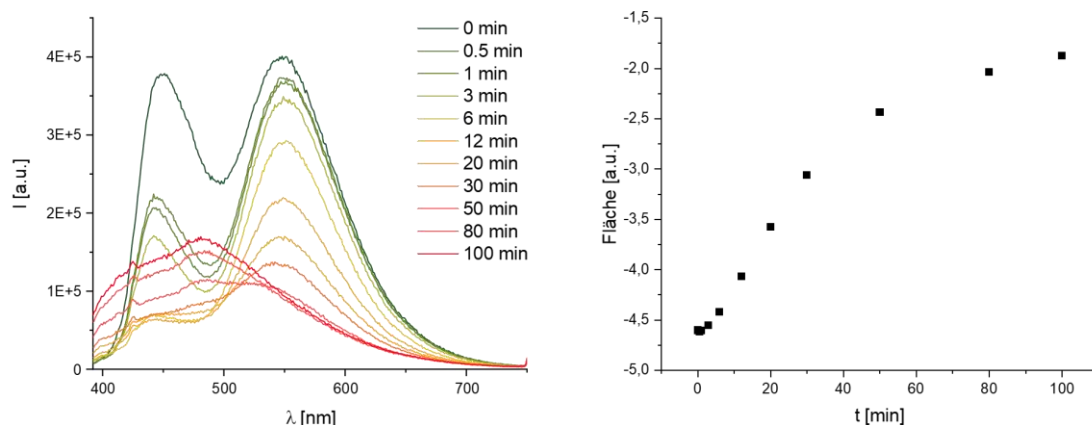 I [a.u.]
4E+5
3E+5
2E+5
1E+5
0
400
500
600
700
λ [nm]
0 min
0.5 min
1 min
3 min
6 min
12 min
20 min
30 min
50 min
80 min
100 min
Fläche [a.u.]
-1,5
-2,0
-2,5
-3,0
-3,5
-4,0
-4,5
-5,0
0
20
40
60
80
100
t [min]